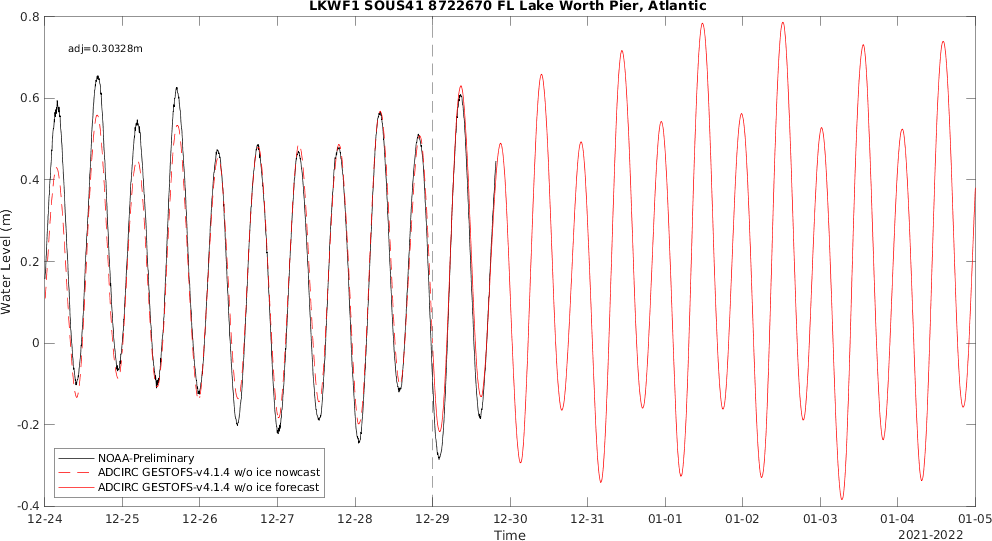 LKWF1 SOUS41 8722670 FL Lake Worth Pier, Atlantic
adj=0.30328m
0.8
0.6
0.4
0.2
0
-0.2
-0.4
Water Level (m)
NOAA-Preliminary
ADCIRC GESTOFS-v4.1.4 w/o ice nowcast
ADCIRC GESTOFS-v4.1.4 w/o ice forecast
12-24 12-25 12-26 12-27 12-28 12-29 12-30 12-31 01-01 01-02 01-03 01-04 01-05
Time
2021-2022